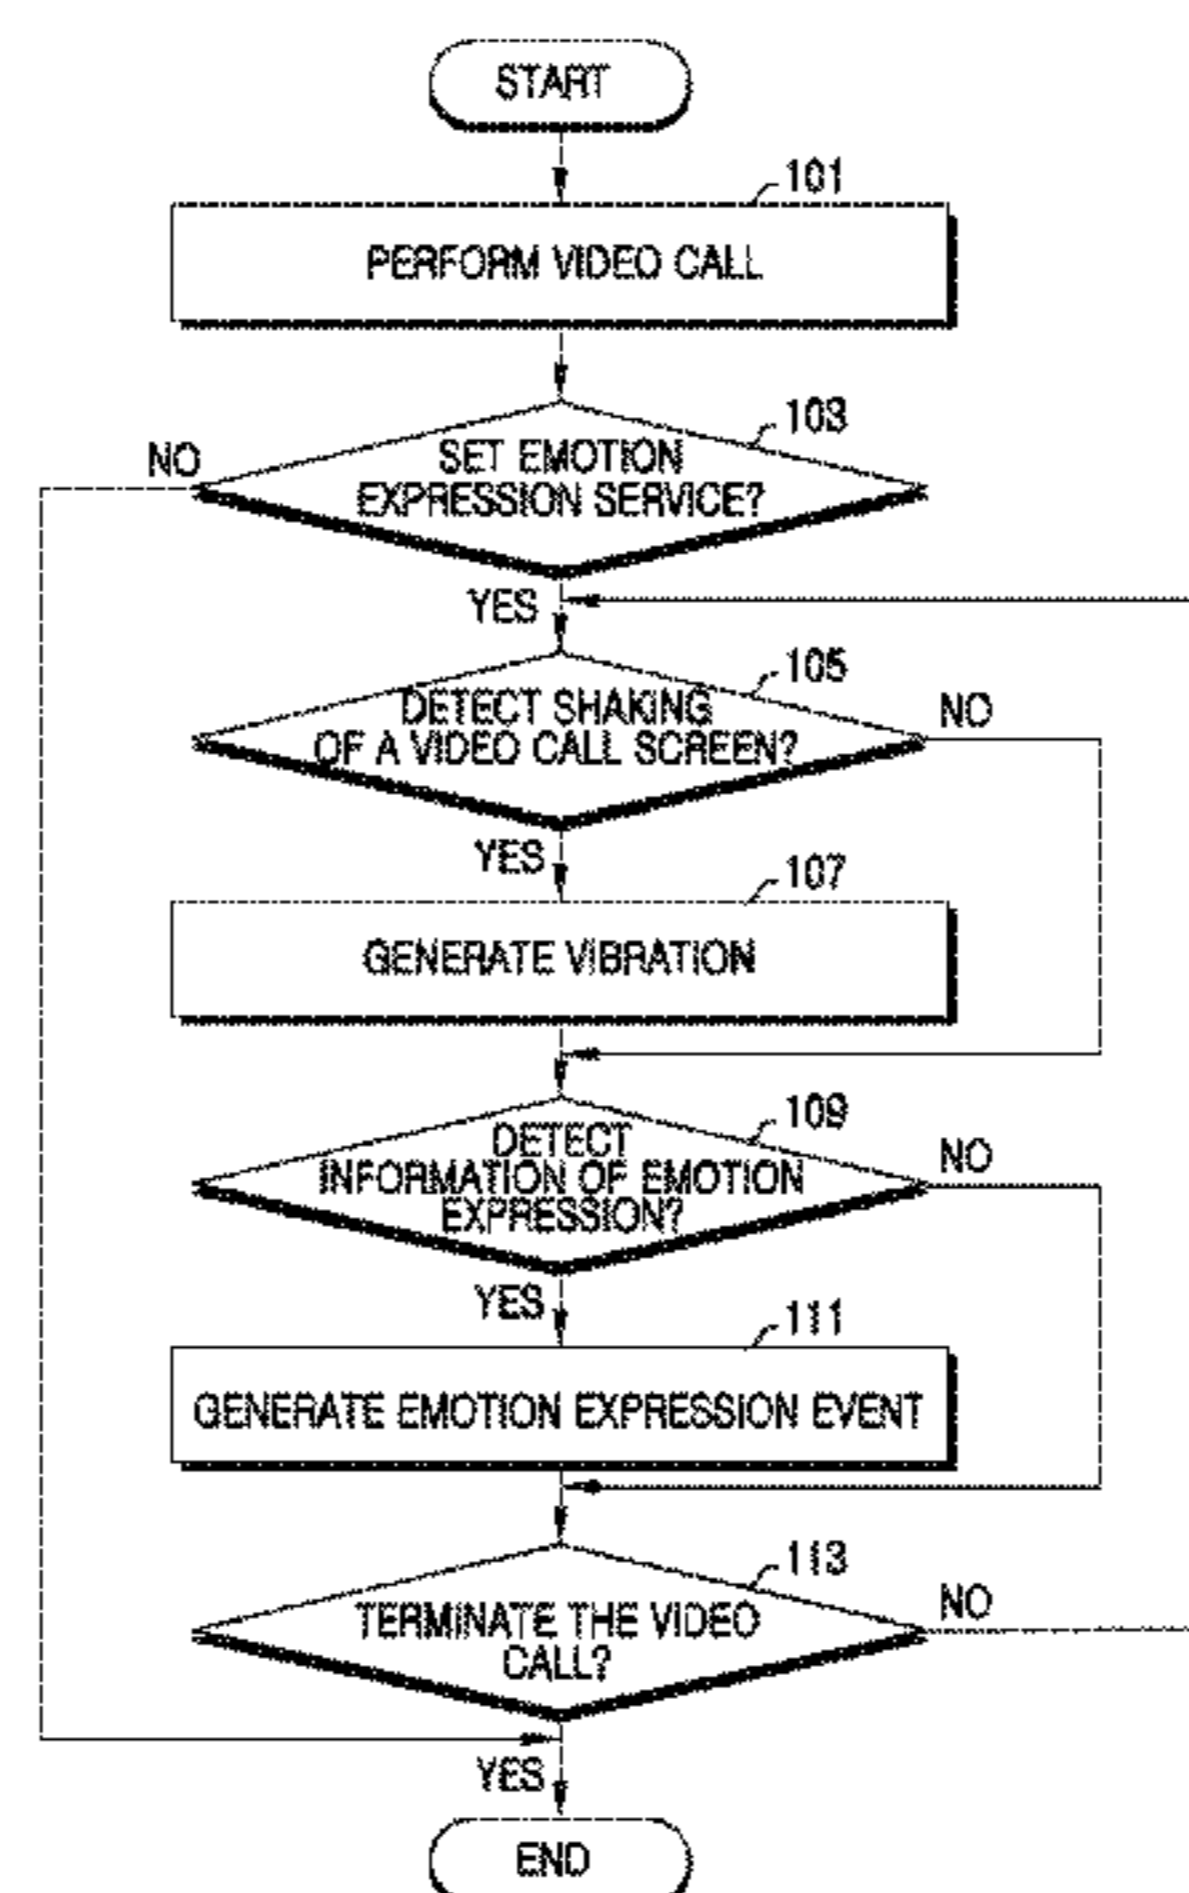 START
101
PERFORM VIDEO CALL
103
NO
SET EMOTION
EXPRESSION SERVICE?
YES
105
DETECT SHAKING
OF A VIDEO CALL SCREEN?
NO
YES
107
GENERATE VIBRATION
109
DETECT
INFORMATION OF EMOTION
EXPRESSION?
NO
YES
111
GENERATE EMOTION EXPRESSION EVENT
113
TERMINATE THE VIDEO
CALL?
NO
YES
END